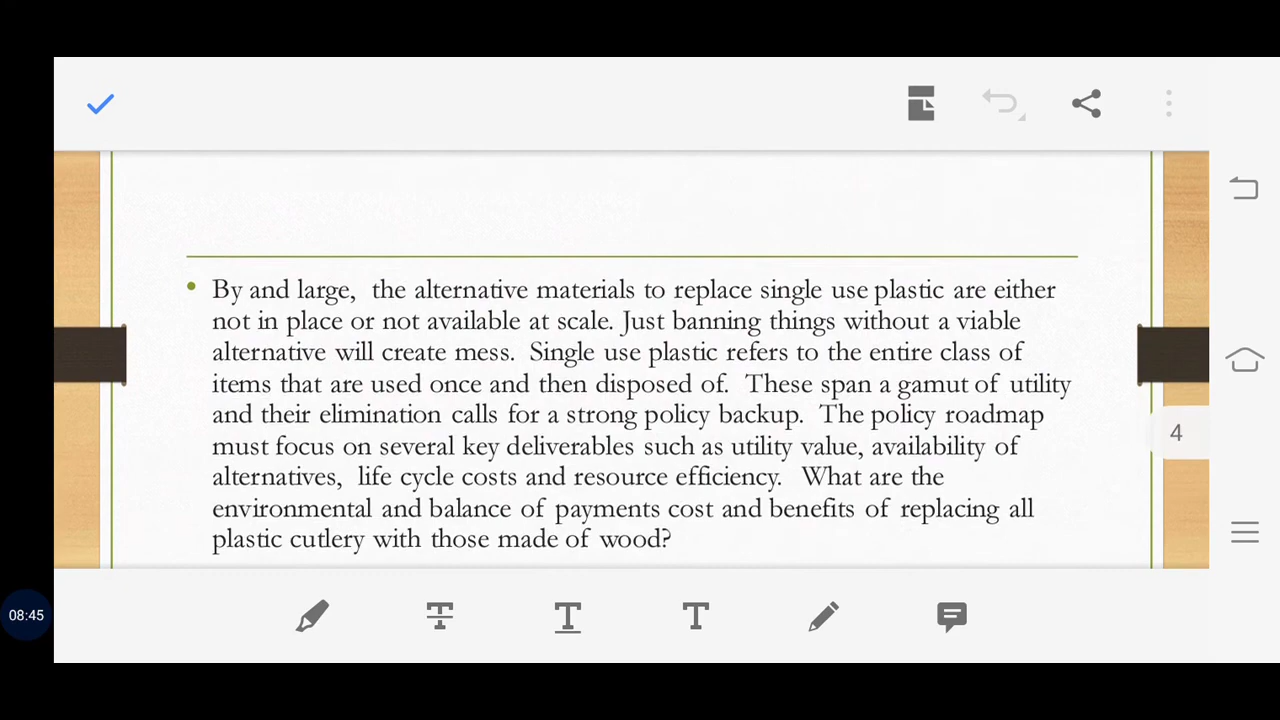 • By and large, the alternative materials to replace single use plastic are either
not in place or not available at scale. Just banning things without a viable
alternative will create mess. Single use plastic refers to the entire class of
items that are used once and then disposed of. These span a gamut of utility
and their elimination calls for a strong policy backup. The policy roadmap
must focus on several key deliverables such as utility value, availability of
alternatives, life cycle costs and resource efficiency. What are the
environmental and balance of payments cost and benefits of replacing all
plastic cutlery with those made of wood?
4
08:45
T
T
T